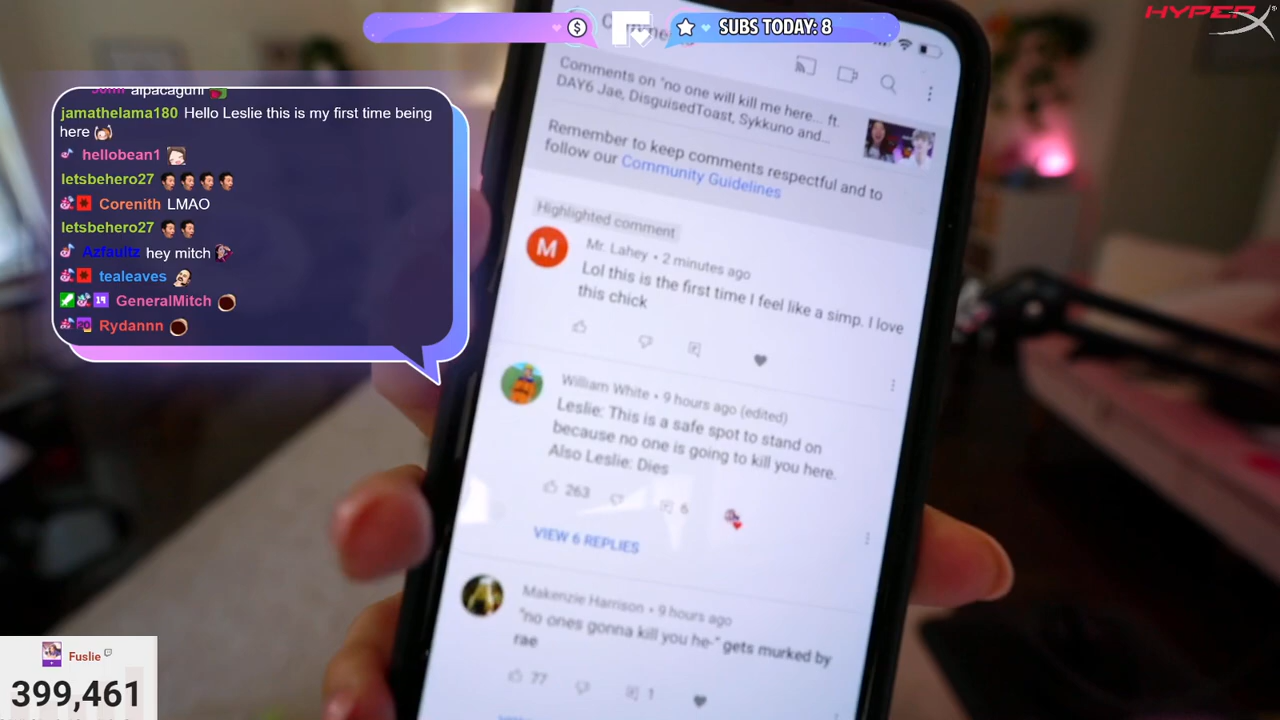 HYPERX
SUBS TODAY: 8
alpacaguni
jamathelama180 Hello Leslie this is my first time being
here
hellobean1
letsbehero27
Corenith LMAO
letsbehero27
Azfaultz hey mitch
tealeaves
GeneralMitch
Rydannn
Comments on "no one will kill me here... ft.
DAY6 Jae, DisguisedToast, Sykkuno and...
Remember to keep comments respectful and to
follow our Community Guidelines
Highlighted comment
M
Mr. Lahey • 2 minutes ago
Lol this is the first time I feel like a simp. I love
this chick
William White • 9 hours ago (edited)
Leslie: This is a safe spot to stand on
because no one is going to kill you here.
Also Leslie: Dies
263
6
VIEW 6 REPLIES
Makenzie Harrison • 9 hours ago
"no ones gonna kill you he-" gets murked by
rae
77
1
Fuslie
399,461